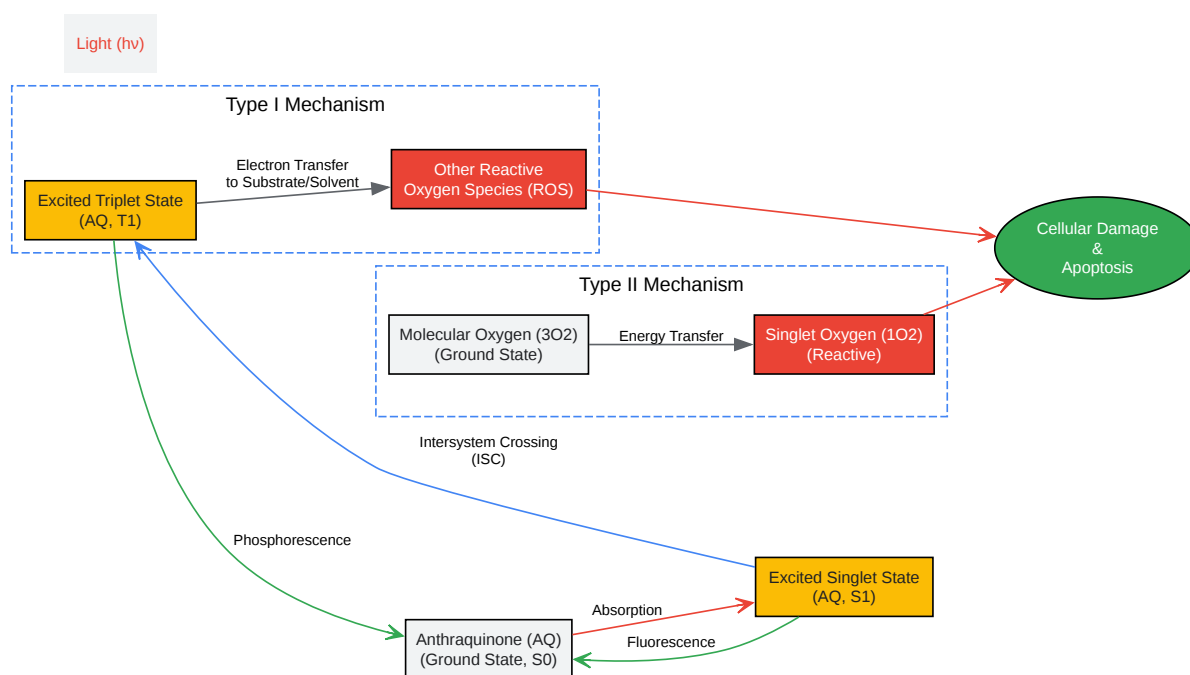 Light (hν)
Type I Mechanism
Electron Transfer
to Substrate/Solvent
Other Reactive
Oxygen Species (ROS)
Excited Triplet State
(AQ, T1)
Cellular Damage
&
Apoptosis
Type II Mechanism
Molecular Oxygen (3O2)
(Ground State)
Energy Transfer
Singlet Oxygen (1O2)
(Reactive)
Intersystem Crossing
(ISC)
Phosphorescence
Excited Singlet State
(AQ, S1)
Absorption
Fluorescence
Anthraquinone (AQ)
(Ground State, S0)